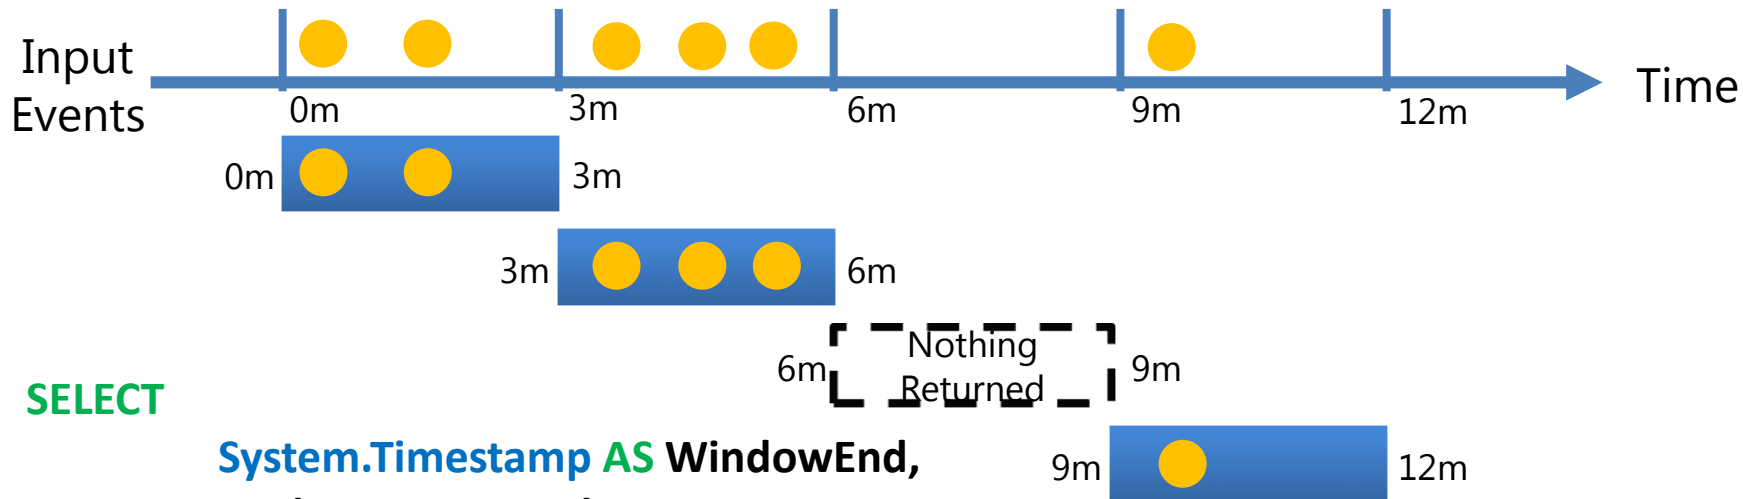 Input
Events
0m
3m
6m
9m
12m
Time
0m
3m
3m
6m
6m
Nothing
Returned
9m
SELECT
System.Timestamp AS WindowEnd,
9m
12m